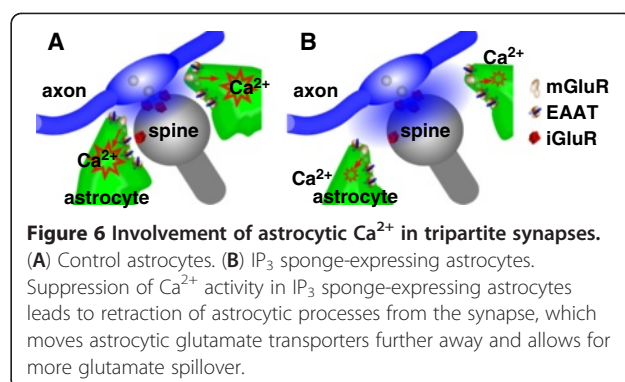 A
B
Ca2+
axon
Ca2+
spine
astrocyte
Ca2+
axon
spine
Ca2+
astrocyte
mGluR
EAAT
iGluR
Figure 6 Involvement of astrocytic Ca2+ in tripartite synapses.
(A) Control astrocytes. (B) IP3 sponge-expressing astrocytes.
Suppression of Ca2+ activity in IP3 sponge-expressing astrocytes
leads to retraction of astrocytic processes from the synapse, which
moves astrocytic glutamate transporters further away and allows for
more glutamate spillover.